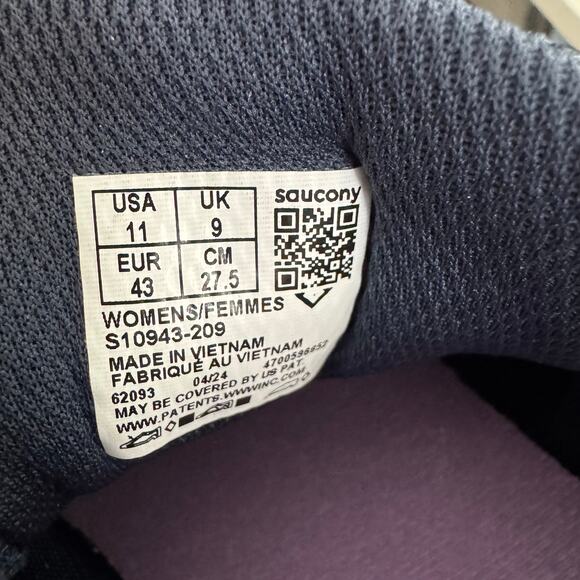 USA UK saucony
11 9
EUR CM
43 27.5
WOMENS/FEMMES
S10943-209
MADE IN VIETNAM
FABRIQUÉ AU VIETNAM
62093 04/24
MAY BE COVERED BY US PAT.
WWW.PATENTS.WWWINC.COM